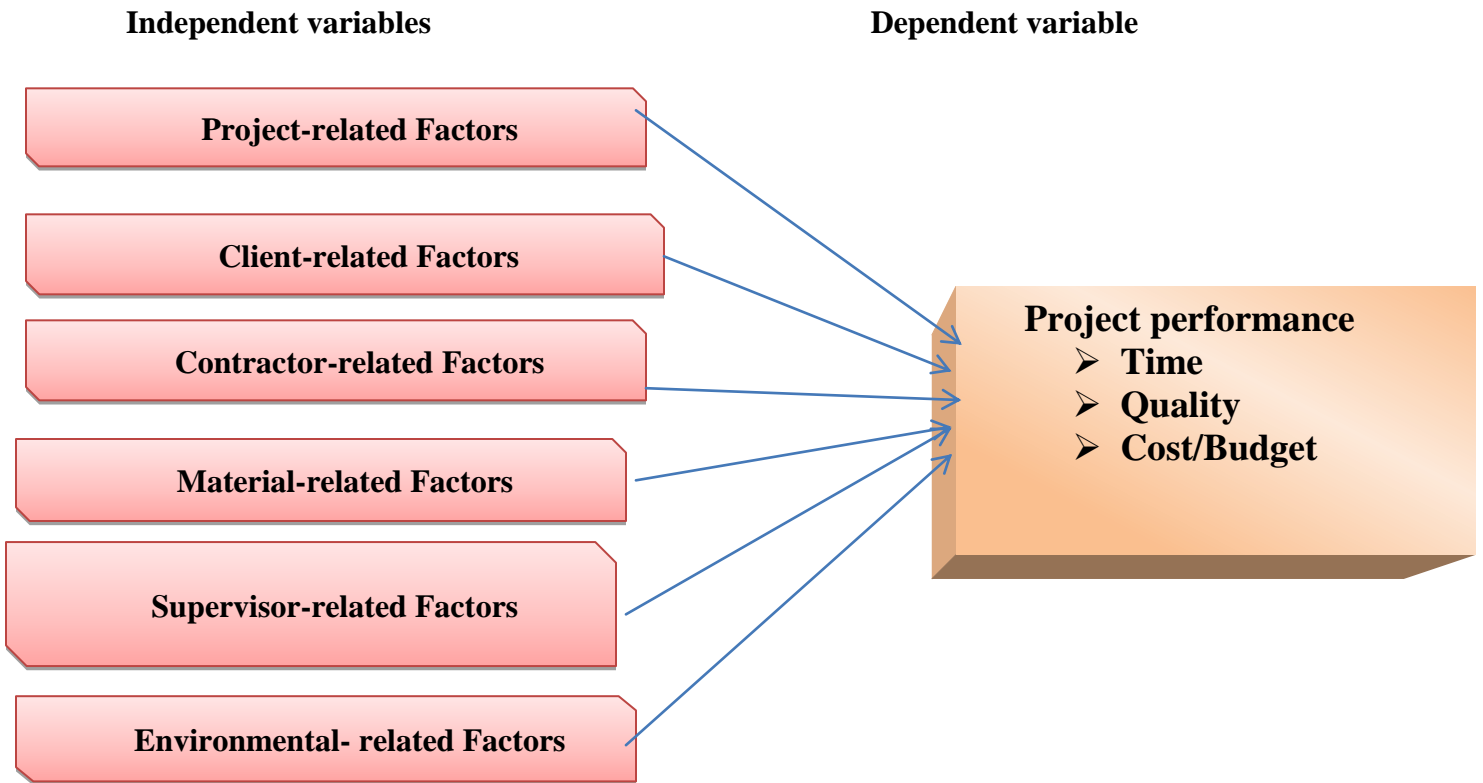 Independent variables
Dependent variable
Project-related Factors
Client-related Factors
Contractor-related Factors
Material-related Factors
Supervisor-related Factors
Environmental- related Factors
Project performance
➢ Time
➢ Quality
➢ Cost/Budget